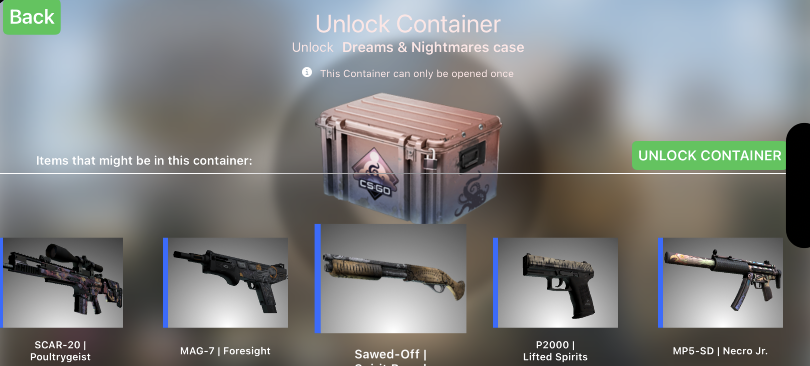 Back
Unlock Container
Unlock Dreams & Nightmares case
This Container can only be opened once
CS:GO
Items that might be in this container:
UNLOCK CONTAINER
SCAR-20 |
Poultrygeist
MAG-7 | Foresight
Sawed-Off |
P2000 |
Lifted Spirits
MP5-SD | Necro Jr.